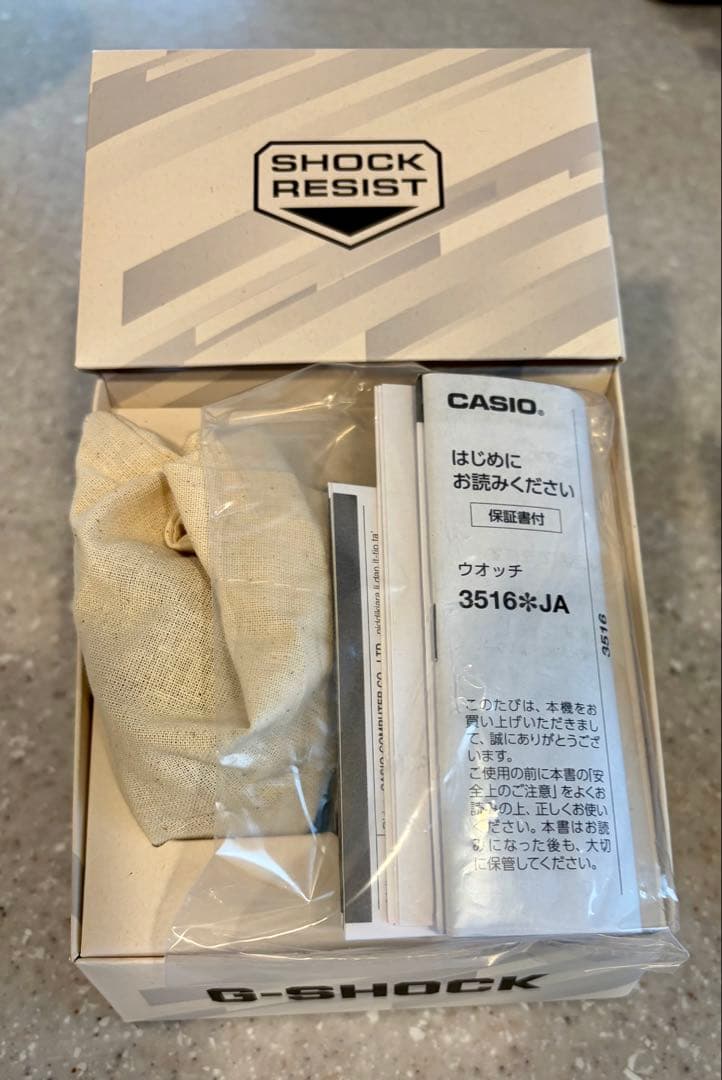 SHOCK
RESIST
CASIO®
はじめに
お読みください
保証書付
ウオッチ
3516✻JA
3516
このたびは、本機をお
買い上げいただきまし
て、誠にありがとうござ
います。
ご使用の前に本書の「安
全上のご注意」をよくお
読みの上、正しくお使い
ください。本書はお読
みになった後も、大切
に保管してください。
CASIO COMPUTER CO., LTD.
G-SHOCK